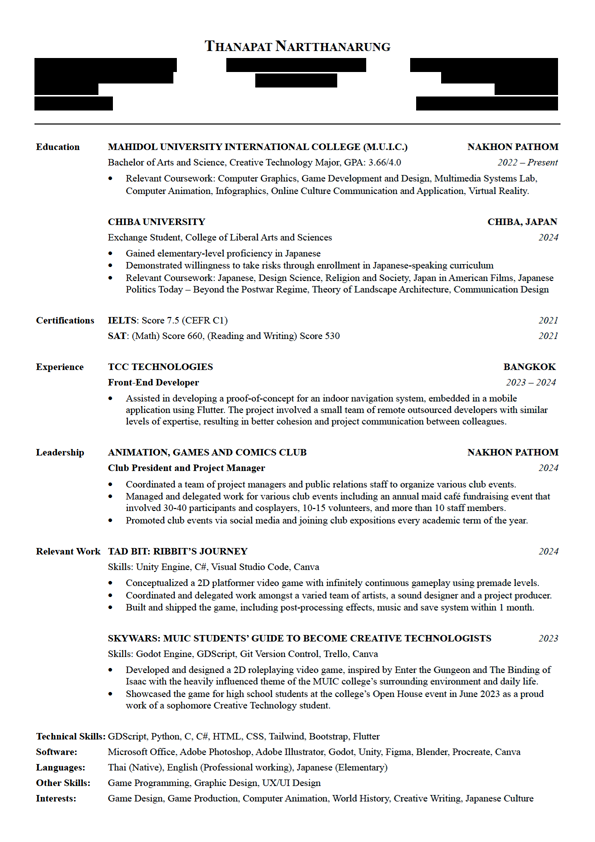 THANAPAT NARTTHANARUNG
Education MAHIDOL UNIVERSITY INTERNATIONAL COLLEGE (M.U.I.C.) NAKHON PATHOM
Bachelor of Arts and Science, Creative Technology Major, GPA: 3.66/4.0 2022 – Present
• Relevant Coursework: Computer Graphics, Game Development and Design, Multimedia Systems Lab,
Computer Animation, Infographics, Online Culture Communication and Application, Virtual Reality.
CHIBA UNIVERSITY CHIBA, JAPAN
Exchange Student, College of Liberal Arts and Sciences 2024
• Gained elementary-level proficiency in Japanese
• Demonstrated willingness to take risks through enrollment in Japanese-speaking curriculum
• Relevant Coursework: Japanese, Design Science, Religion and Society, Japan in American Films, Japanese
Politics Today – Beyond the Postwar Regime, Theory of Landscape Architecture, Communication Design
Certifications IELTS: Score 7.5 (CEFR C1) 2021
SAT: (Math) Score 660, (Reading and Writing) Score 530 2021
Experience TCC TECHNOLOGIES BANGKOK
Front-End Developer 2023 – 2024
• Assisted in developing a proof-of-concept for an indoor navigation system, embedded in a mobile
application using Flutter. The project involved a small team of remote outsourced developers with similar
levels of expertise, resulting in better cohesion and project communication between colleagues.
Leadership ANIMATION, GAMES AND COMICS CLUB NAKHON PATHOM
Club President and Project Manager 2024
• Coordinated a team of project managers and public relations staff to organize various club events.
• Managed and delegated work for various club events including an annual maid café fundraising event that
involved 30-40 participants and cosplayers, 10-15 volunteers, and more than 10 staff members.
• Promoted club events via social media and joining club expositions every academic term of the year.
Relevant Work TAD BIT: RIBBIT'S JOURNEY 2024
Skills: Unity Engine, C#, Visual Studio Code, Canva
• Conceptualized a 2D platformer video game with infinitely continuous gameplay using premade levels.
• Coordinated and delegated work amongst a varied team of artists, a sound designer and a project producer.
• Built and shipped the game, including post-processing effects, music and save system within 1 month.
SKYWARS: MUIC STUDENTS' GUIDE TO BECOME CREATIVE TECHNOLOGISTS 2023
Skills: Godot Engine, GDScript, Git Version Control, Trello, Canva
• Developed and designed a 2D roleplaying video game, inspired by Enter the Gungeon and The Binding of
Isaac with the heavily influenced theme of the MUIC college's surrounding environment and daily life.
• Showcased the game for high school students at the college's Open House event in June 2023 as a proud
work of a sophomore Creative Technology student.
Technical Skills: GDScript, Python, C, C#, HTML, CSS, Tailwind, Bootstrap, Flutter
Software: Microsoft Office, Adobe Photoshop, Adobe Illustrator, Godot, Unity, Figma, Blender, Procreate, Canva
Languages: Thai (Native), English (Professional working), Japanese (Elementary)
Other Skills: Game Programming, Graphic Design, UX/UI Design
Interests: Game Design, Game Production, Computer Animation, World History, Creative Writing, Japanese Culture